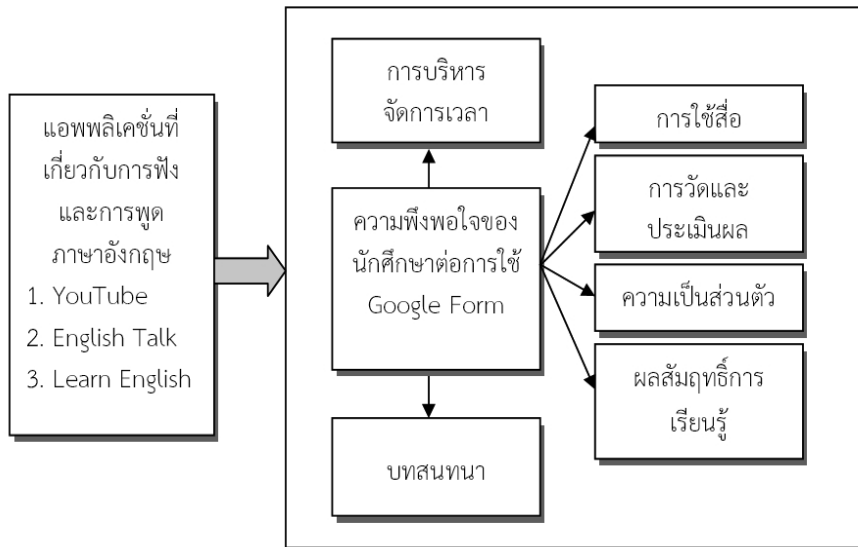 แอพพลิเคชั่นที่
เกี่ยวกับการฟัง
และการพูด
ภาษาอังกฤษ
1. YouTube
2. English Talk
3. Learn English
การบริหาร
จัดการเวลา
ความพึงพอใจของ
นักศึกษาต่อการใช้
Google Form
บทสนทนา
การใช้สื่อ
การวัดและ
ประเมินผล
ความเป็นส่วนตัว
ผลสัมฤทธิ์การ
เรียนรู้